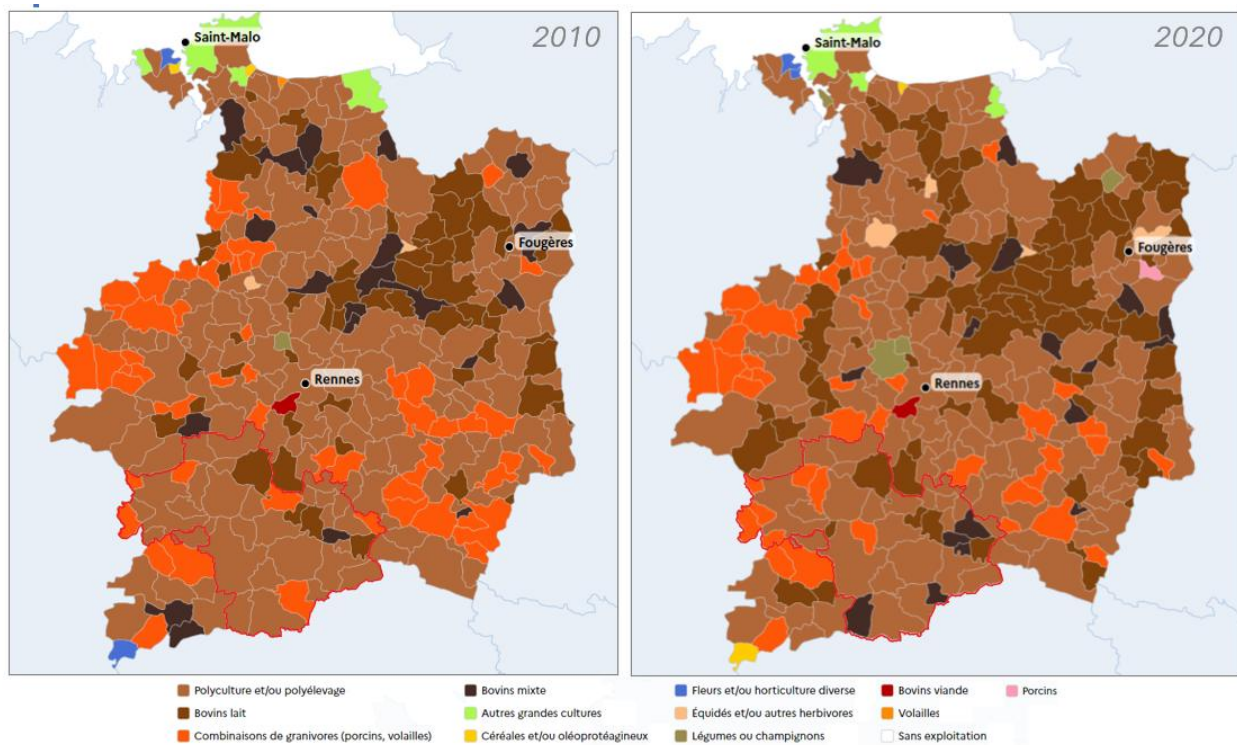 2010
Saint-Malo
Fougères
Rennes
2020
Saint-Malo
Fougères
Rennes
Polyculture et/ou polyélevage
Bovins mixte
Fleurs et/ou horticulture diverse
Bovins viande
Porcins
Bovins lait
Autres grandes cultures
Équidés et/ou autres herbivores
Volailles
Combinaisons de granivores (porcins, volailles)
Céréales et/ou oléoprotéagineux
Légumes ou champignons
Sans exploitation